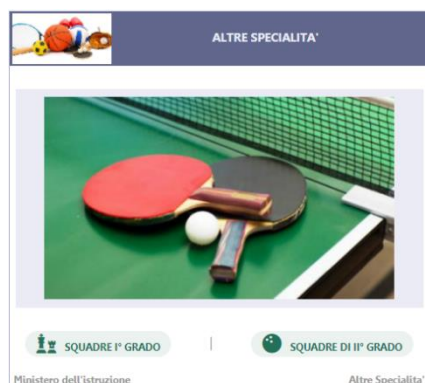 ALTRE SPECIALITA'
SQUADRE I° GRADO | SQUADRE DI II° GRADO
Ministero dell'istruzione Altre Specialita'